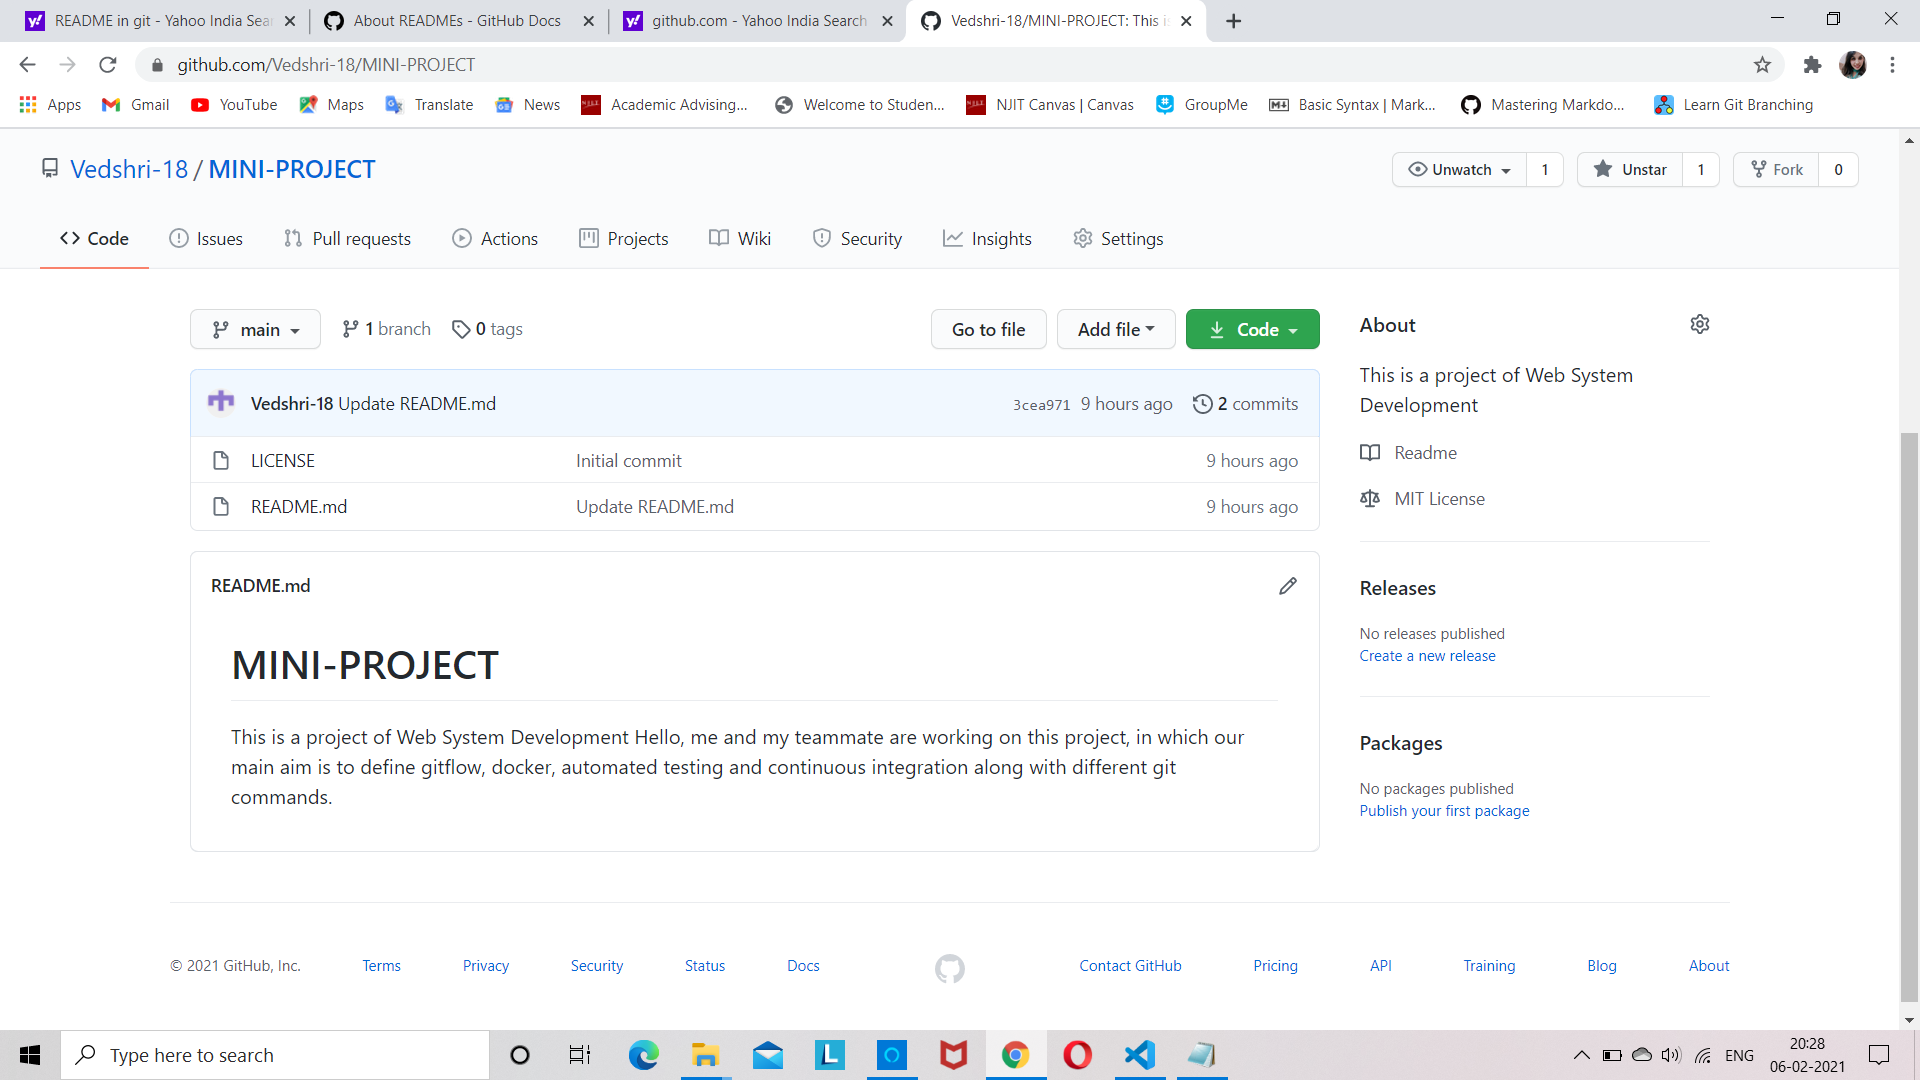 README in git - Yahoo India Sear
About READMEs - GitHub Docs
github.com - Yahoo India Search
Vedshri-18/MINI-PROJECT: This is
github.com/Vedshri-18/MINI-PROJECT
Apps
Gmail
YouTube
Maps
Translate
News
Academic Advising...
Welcome to Studen...
NJIT Canvas | Canvas
GroupMe
Basic Syntax | Mark...
Mastering Markdo...
Learn Git Branching
Vedshri-18 / MINI-PROJECT
Unwatch 1
Unstar 1
Fork 0
Code
Issues
Pull requests
Actions
Projects
Wiki
Security
Insights
Settings
main
1 branch
0 tags
Go to file
Add file
Code
Vedshri-18 Update README.md
3cea971 9 hours ago
2 commits
LICENSE Initial commit 9 hours ago
README.md Update README.md 9 hours ago
README.md
MINI-PROJECT
This is a project of Web System Development Hello, me and my teammate are working on this project, in which our
main aim is to define gitflow, docker, automated testing and continuous integration along with different git
commands.
About
This is a project of Web System
Development
Readme
MIT License
Releases
No releases published
Create a new release
Packages
No packages published
Publish your first package
© 2021 GitHub, Inc.
Terms
Privacy
Security
Status
Docs
Contact GitHub
Pricing
API
Training
Blog
About
Type here to search
L
ENG
20:28
06-02-2021